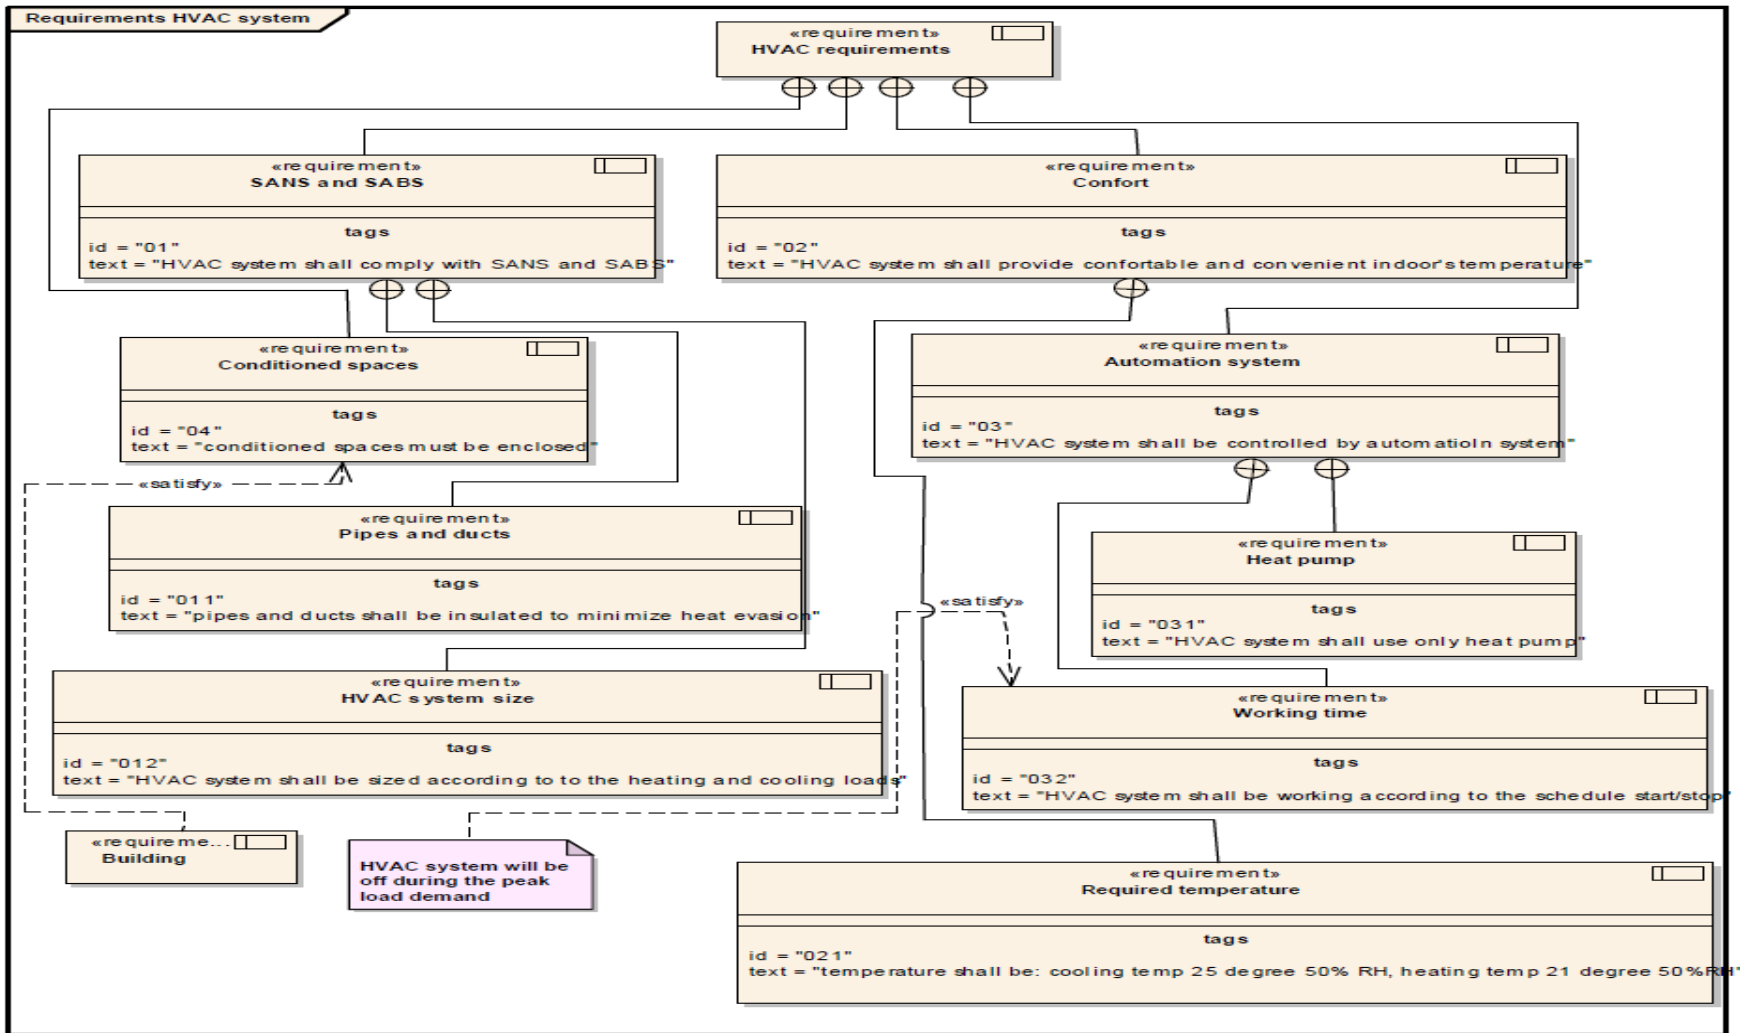 Requirements HVAC system
«requirement»
HVAC requirements
«requirement»
SANS and SABS
tags
id = "01"
text = "HVAC system shall comply with SANS and SABS"
«requirement»
Confort
tags
id = "02"
text = "HVAC system shall provide confortable and convenient indoor's temperature"
«requirement»
Conditioned spaces
tags
id = "04"
text = "conditioned spaces must be enclosed"
«requirement»
Automation system
tags
id = "03"
text = "HVAC system shall be controlled by automatioln system"
«satisfy»
«requirement»
Pipes and ducts
tags
id = "011"
text = "pipes and ducts shall be insulated to minimize heat evasion"
«requirement»
Heat pump
tags
id = "031"
text = "HVAC system shall use only heat pump"
«satisfy»
«requirement»
HVAC system size
tags
id = "012"
text = "HVAC system shall be sized according to to the heating and cooling loads"
«requirement»
Working time
tags
id = "032"
text = "HVAC system shall be working according to the schedule start/stop"
«requireme...
Building
HVAC system will be
off during the peak
load demand
«requirement»
Required temperature
tags
id = "021"
text = "temperature shall be: cooling temp 25 degree 50% RH, heating temp 21 degree 50%RH"